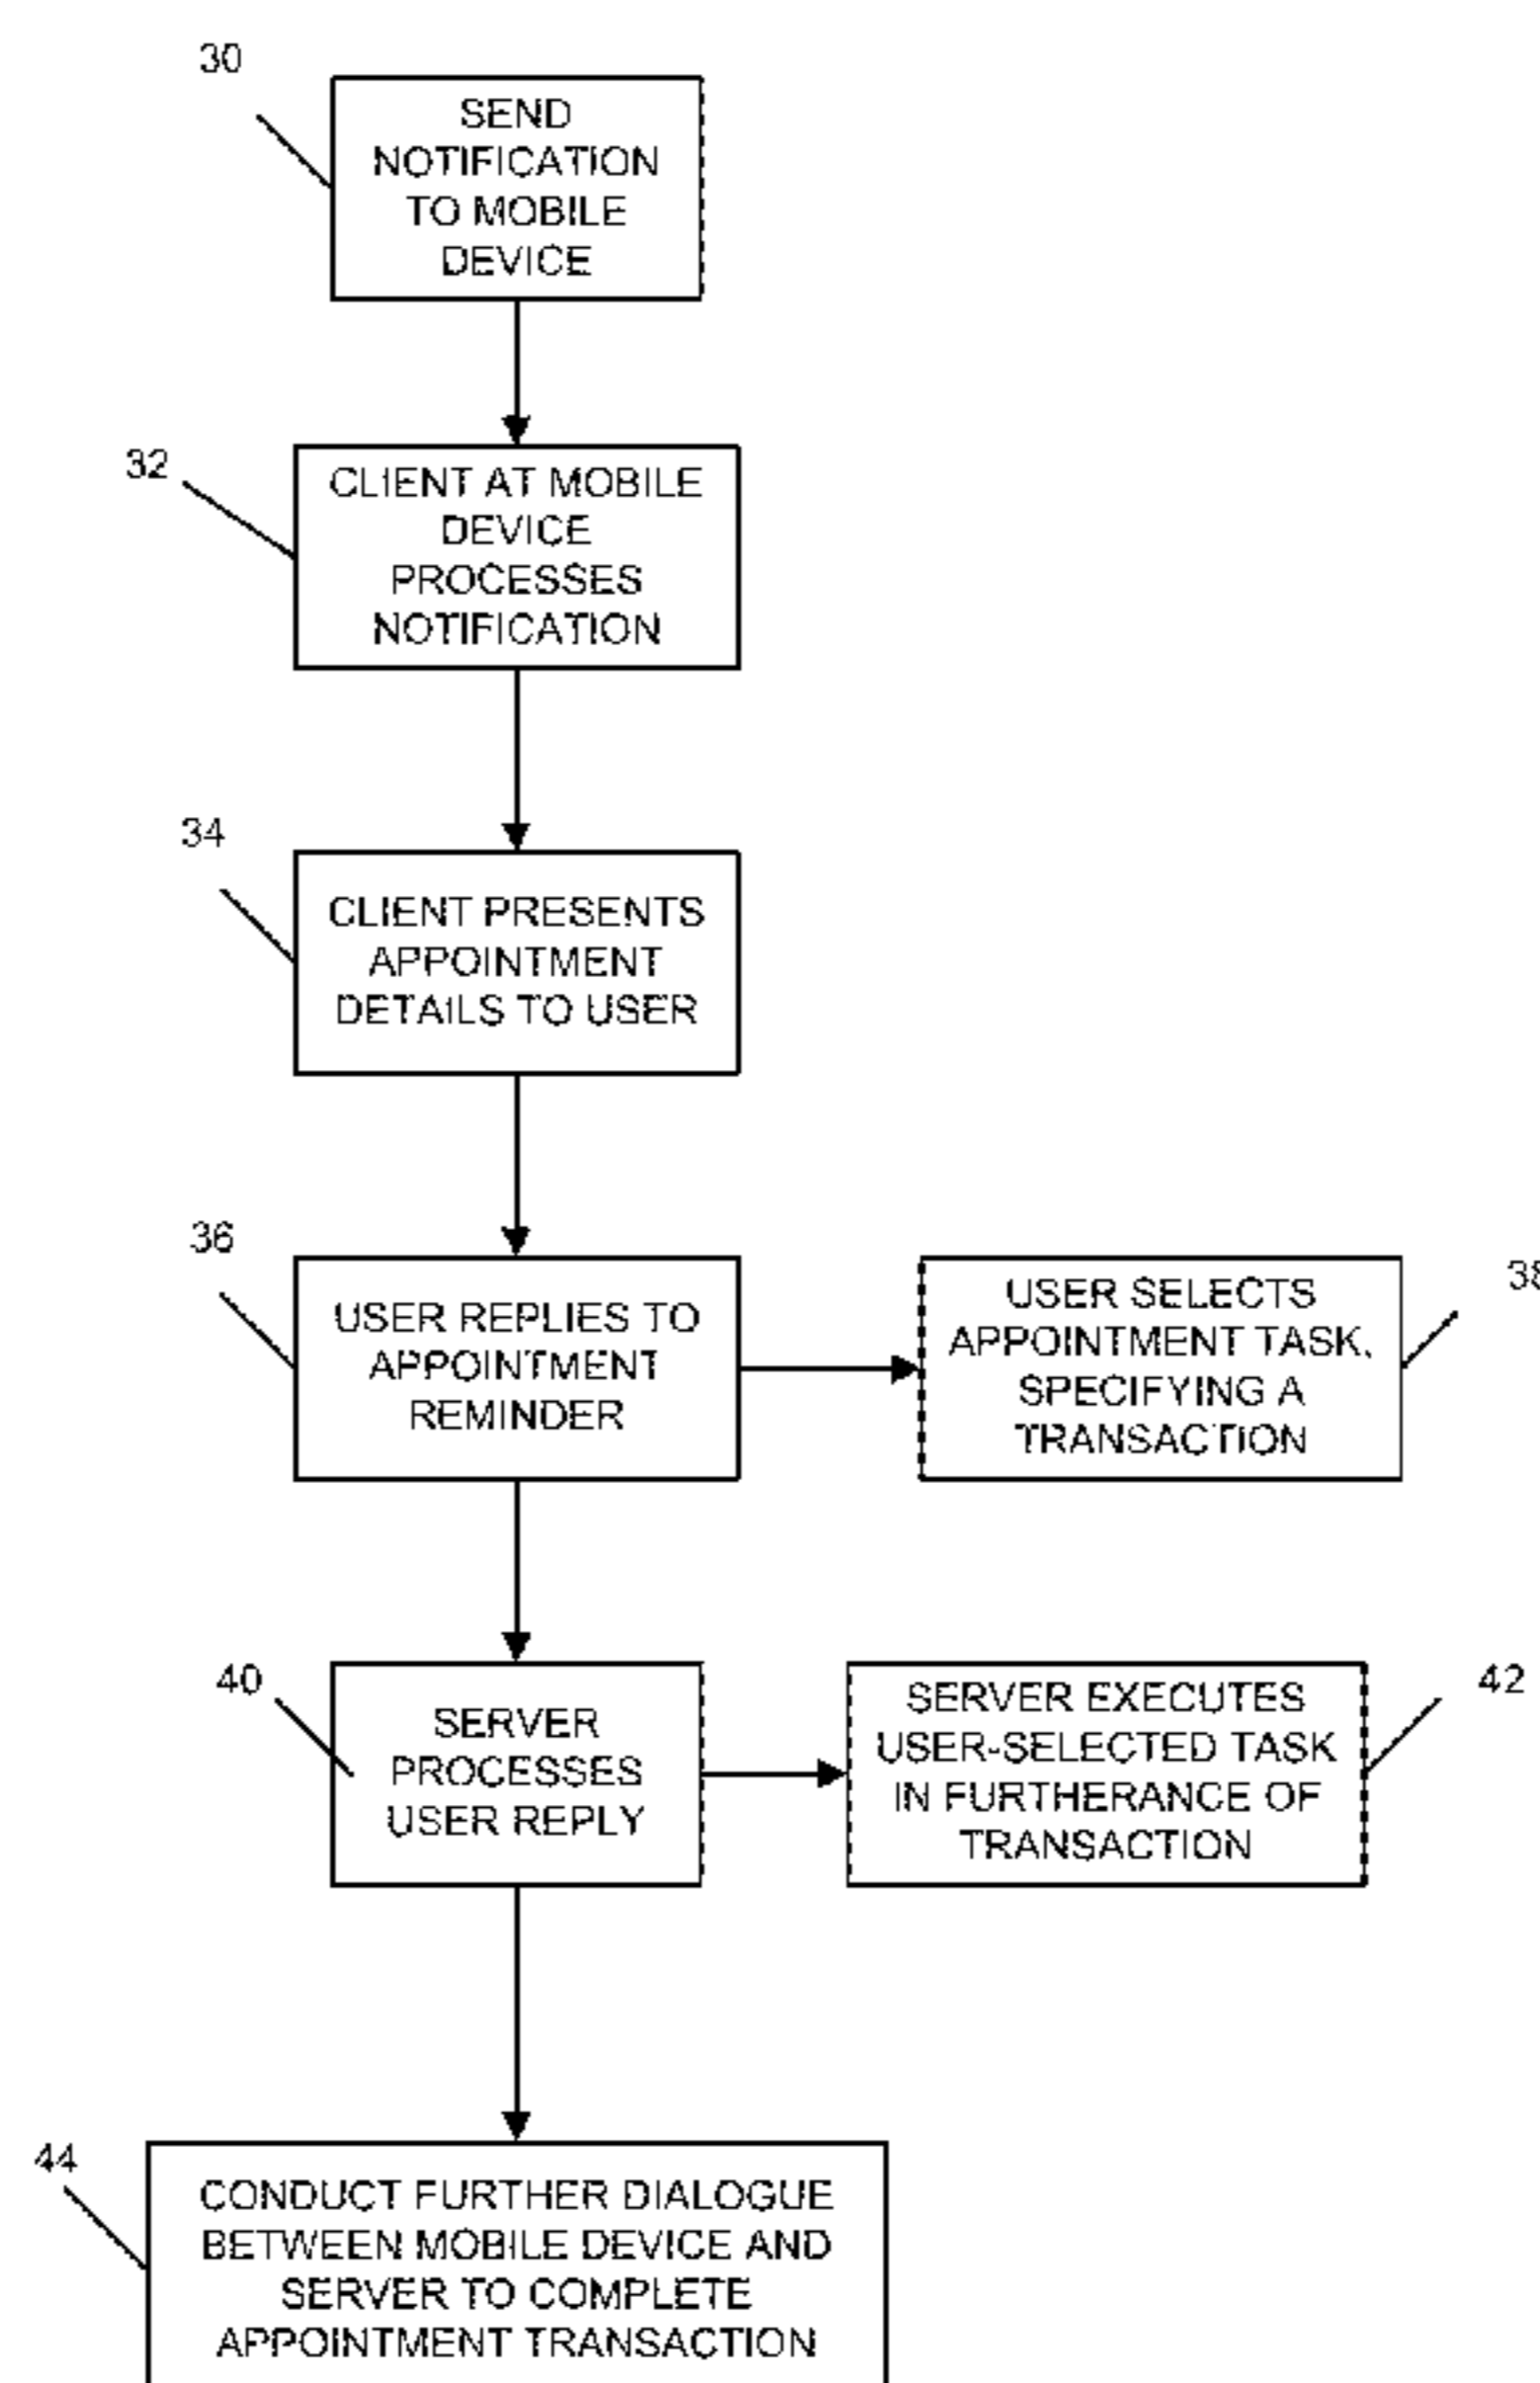 30
SEND
NOTIFICATION
TO MOBILE
DEVICE
32
CLIENT AT MOBILE
DEVICE
PROCESSES
NOTIFICATION
34
CLIENT PRESENTS
APPOINTMENT
DETAILS TO USER
36
USER REPLIES TO
APPOINTMENT
REMINDER
USER SELECTS
APPOINTMENT TASK,
SPECIFYING A
TRANSACTION
38
40
SERVER
PROCESSES
USER REPLY
SERVER EXECUTES
USER-SELECTED TASK
IN FURTHERANCE OF
TRANSACTION
42
44
CONDUCT FURTHER DIALOGUE
BETWEEN MOBILE DEVICE AND
SERVER TO COMPLETE
APPOINTMENT TRANSACTION